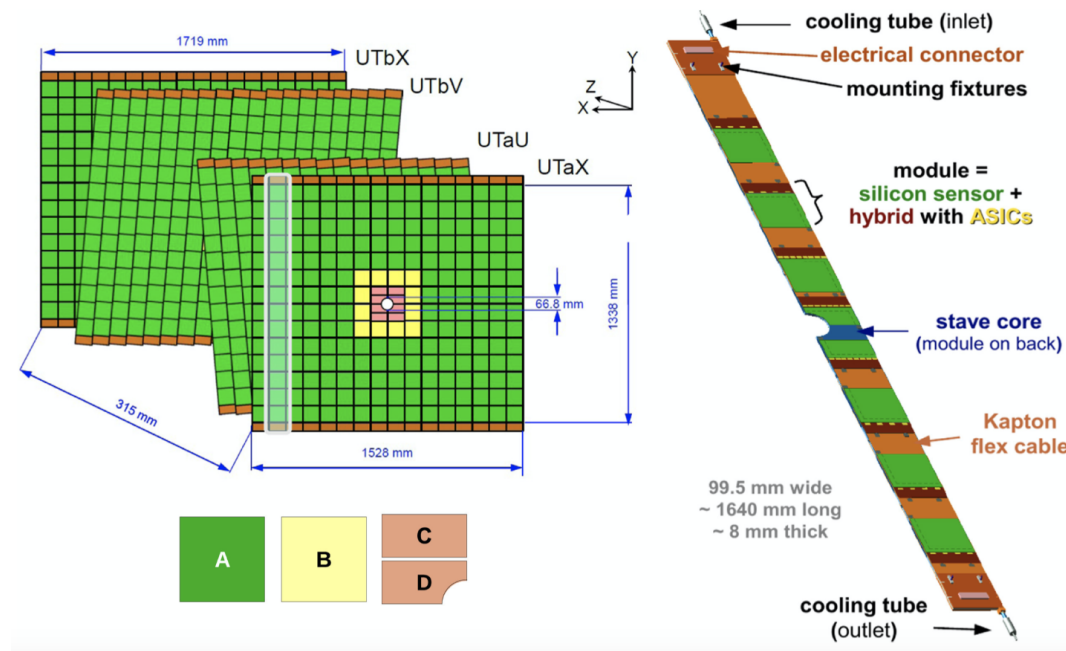 1719 mm
UTbX
UTbV
UTaU
UTaX
66.8 mm
1338 mm
315 mm
1528 mm
A
B
C
D
Y
Z
X
cooling tube (inlet)
electrical connector
mounting fixtures
module =
silicon sensor +
hybrid with ASICs
stave core
(module on back)
Kapton
flex cable
99.5 mm wide
~ 1640 mm long
~ 8 mm thick
cooling tube
(outlet)